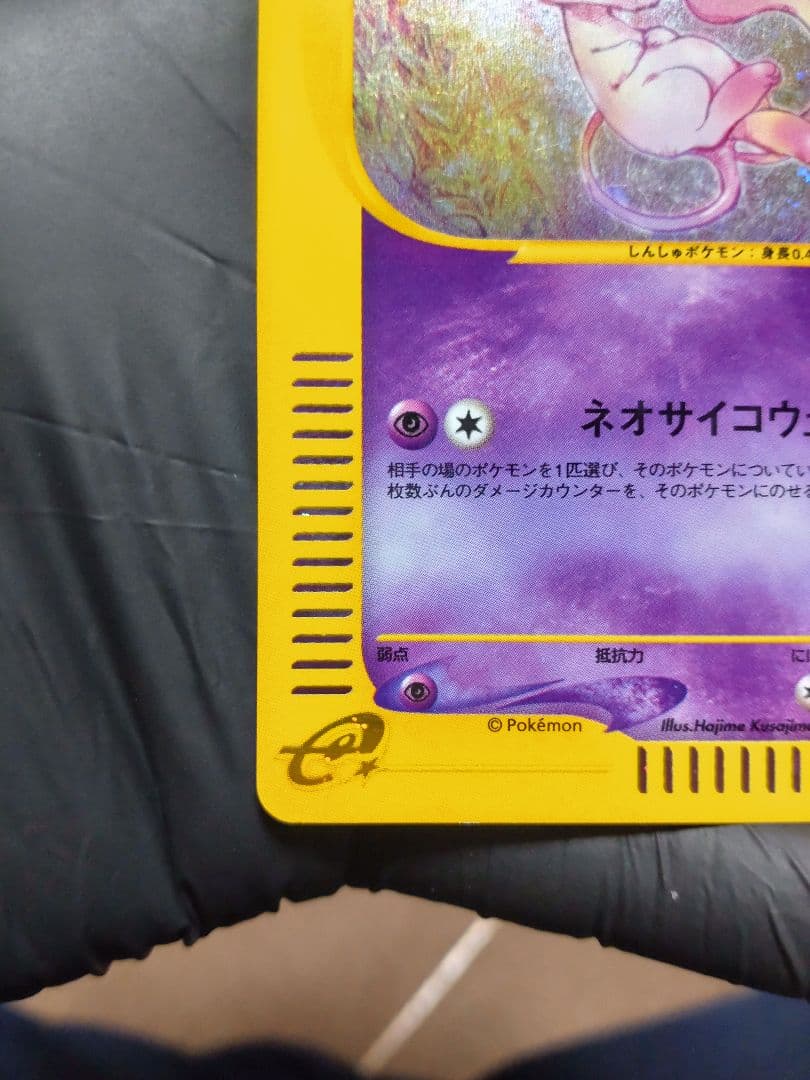 しんしゅポケモン：身長0.4
ネオサイコウ
相手の場のポケモンを1匹選び、そのポケモンについてい
枚数ぶんのダメージカウンターを、そのポケモンにのせる
弱点 抵抗力 にげ
© Pokémon Illus.Hajime Kusajima
e